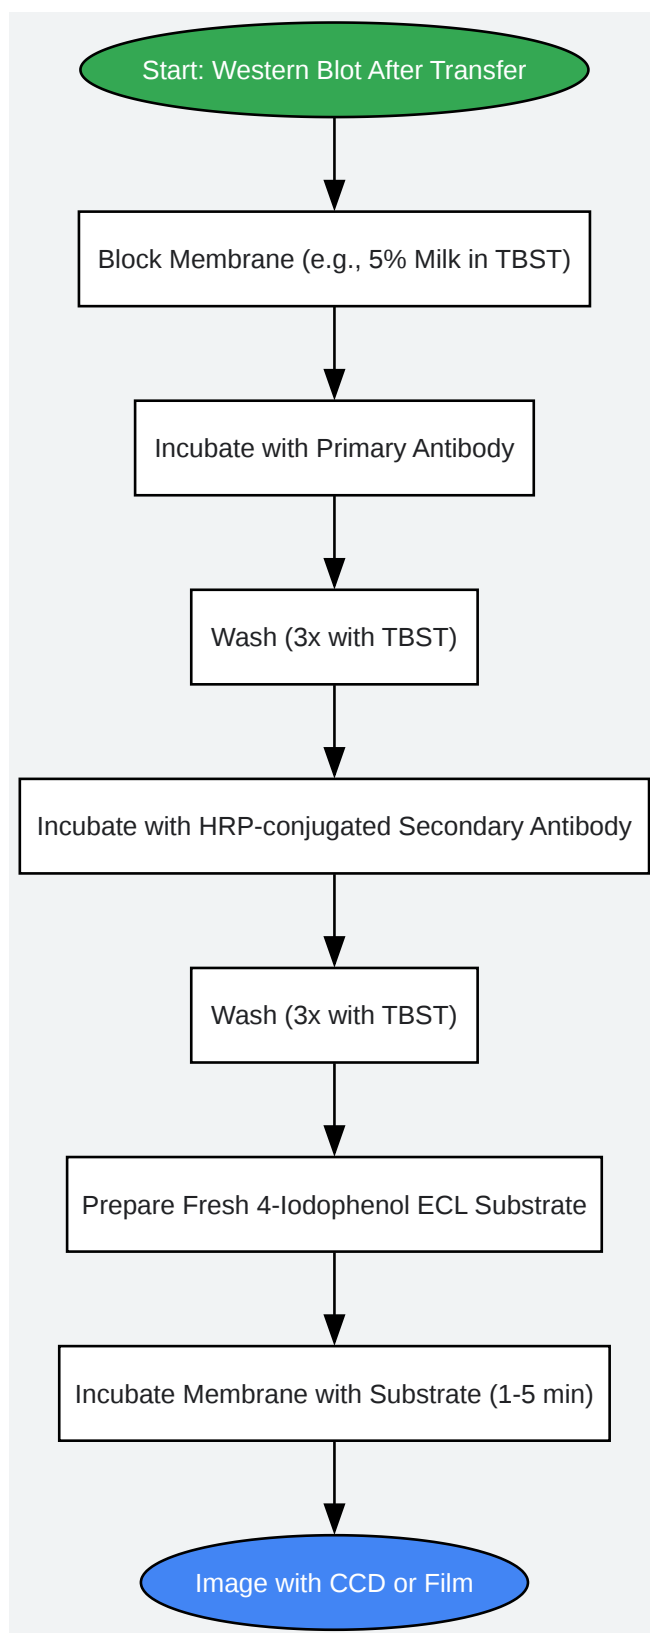 Start: Western Blot After Transfer
Block Membrane (e.g., 5% Milk in TBST)
Incubate with Primary Antibody
Wash (3x with TBST)
Incubate with HRP-conjugated Secondary Antibody
Wash (3x with TBST)
Prepare Fresh 4-Iodophenol ECL Substrate
Incubate Membrane with Substrate (1-5 min)
Image with CCD or Film